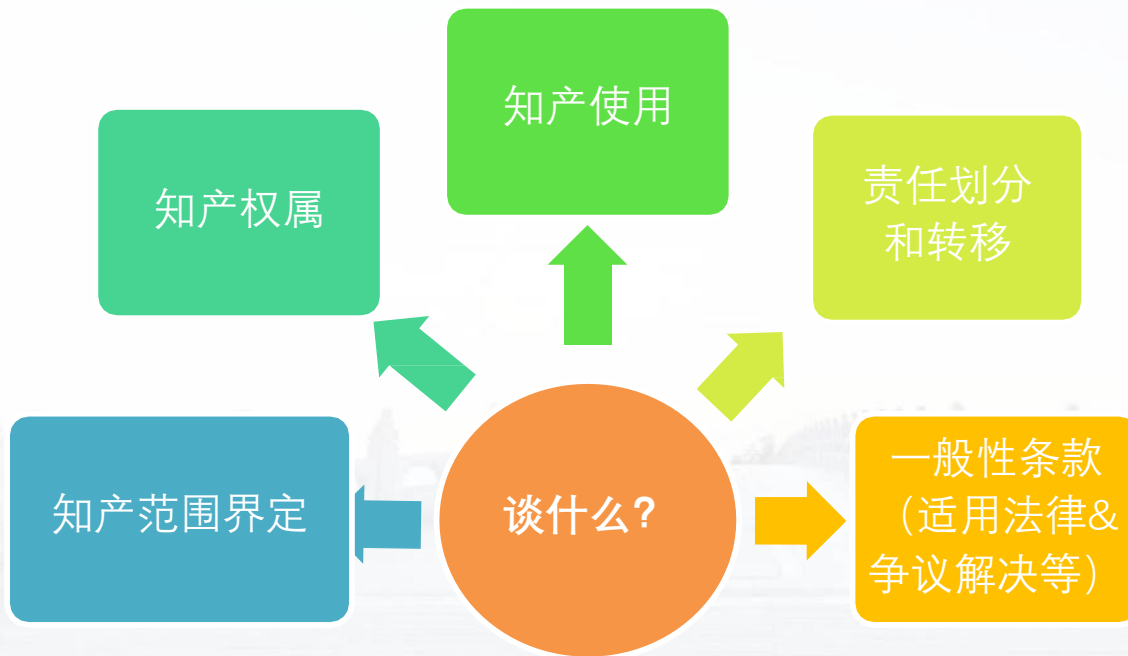 知产使用
知产权属
责任划分
和转移
知产范围界定
谈什么?
一般性条款
（适用法律&
争议解决等）